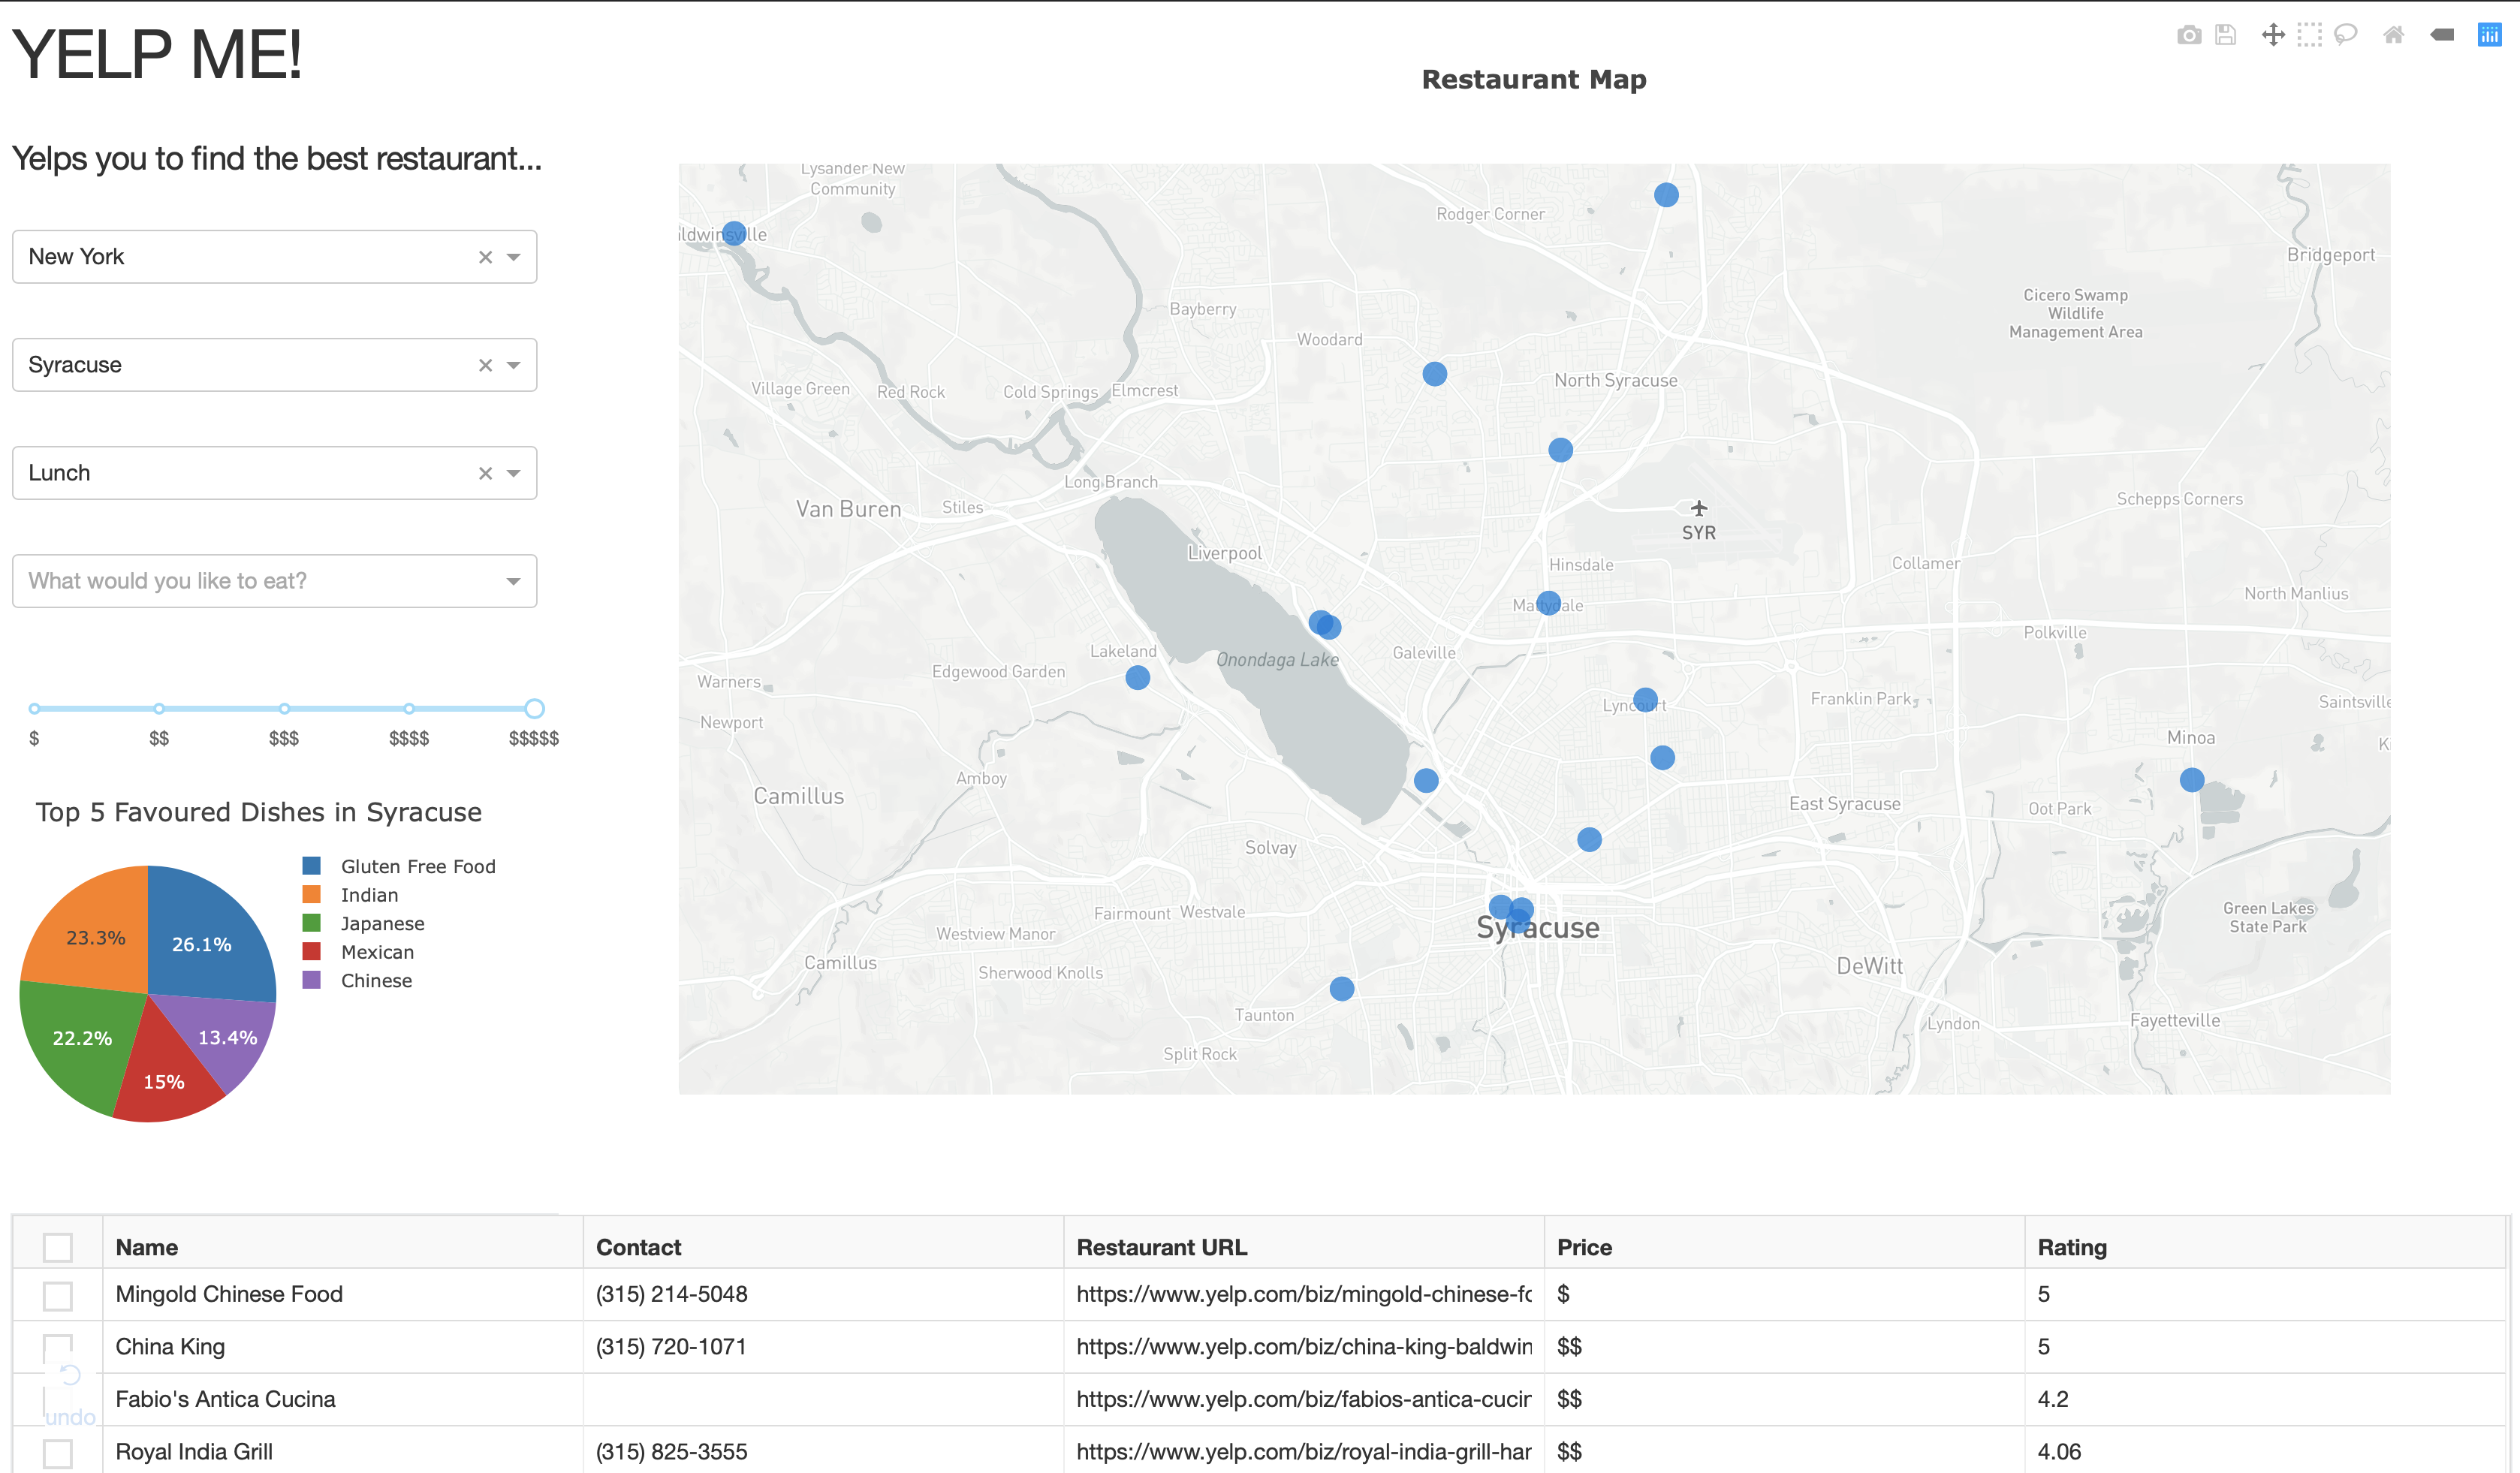 YELP ME!
Yelps you to find the best restaurant...
New York
Syracuse
Lunch
What would you like to eat?
$ $$ $$$ $$$$ $$$$$
Top 5 Favoured Dishes in Syracuse
26.1%
23.3%
22.2%
15%
13.4%
Gluten Free Food
Indian
Japanese
Mexican
Chinese
Restaurant Map
Lysander New
Community
Rodger Corner
ldwinsville
Bridgeport
Cicero Swamp
Wildlife
Management Area
Bayberry
Woodard
North Syracuse
Village Green
Red Rock
Cold Springs
Elmcrest
Long Branch
Schepps Corners
Van Buren
Stiles
SYR
Liverpool
Hinsdale
Collamer
North Manlius
Mattydale
Polkville
Lakeland
Onondaga Lake
Galeville
Edgewood Garden
Warners
Franklin Park
Saintsville
Lyncourt
Newport
Minoa
K
Amboy
Camillus
East Syracuse
Oot Park
Solvay
Fairmount
Westvale
Green Lakes
State Park
Syracuse
Westview Manor
Camillus
Sherwood Knolls
DeWitt
Taunton
Lyndon
Fayetteville
Split Rock
Name Contact Restaurant URL Price Rating
Mingold Chinese Food (315) 214-5048 https://www.yelp.com/biz/mingold-chinese-fo $ 5
China King (315) 720-1071 https://www.yelp.com/biz/china-king-baldwin $$ 5
Fabio's Antica Cucina https://www.yelp.com/biz/fabios-antica-cucin $$ 4.2
undo
Royal India Grill (315) 825-3555 https://www.yelp.com/biz/royal-india-grill-har $$ 4.06